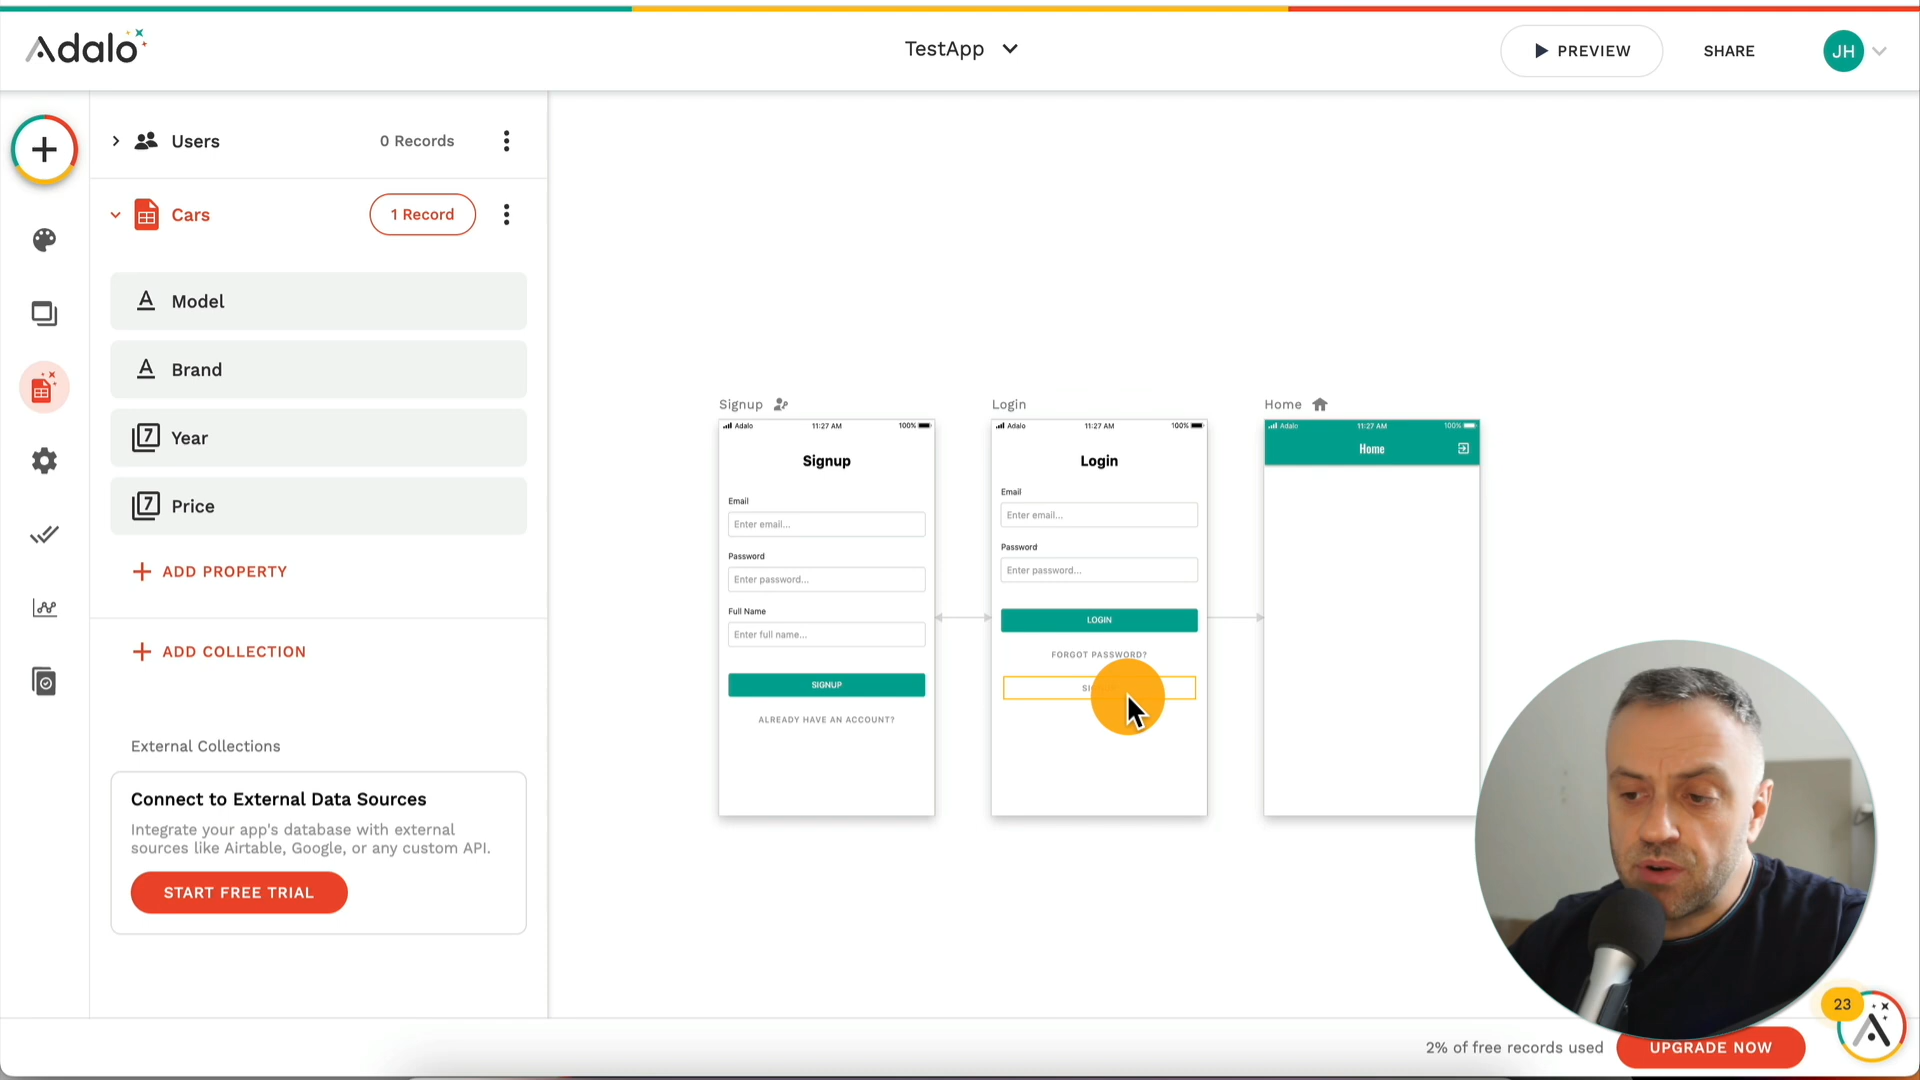 Adalo
TestApp
PREVIEW
SHARE
JH
Users
0 Records
Cars
1 Record
Model
Brand
7 Year
7 Price
ADD PROPERTY
ADD COLLECTION
External Collections
Connect to External Data Sources
Integrate your app's database with external
sources like Airtable, Google, or any custom API.
START FREE TRIAL
Signup
Adalo 11:27 AM 100%
Signup
Email
Enter email...
Password
Enter password...
Full Name
Enter full name...
SIGNUP
ALREADY HAVE AN ACCOUNT?
Login
Adalo 11:27 AM 100%
Login
Email
Enter email...
Password
Enter password...
LOGIN
FORGOT PASSWORD?
Home
Adalo 11:27 AM 100%
Home
23
2% of free records used
UPGRADE NOW